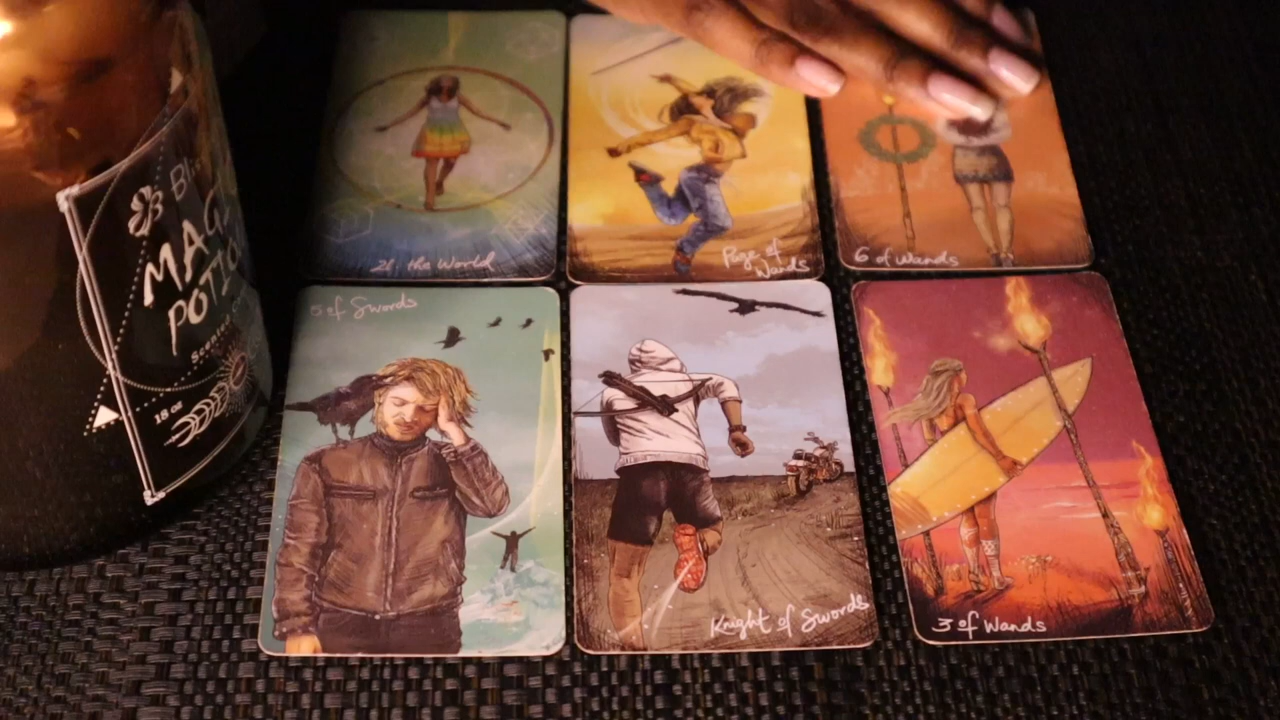 21 the World
Page of
Wands
6 of Wands
MAG
POTIO
Scented
18 oz
5 of Swords
Knight of Swords
3 of Wands